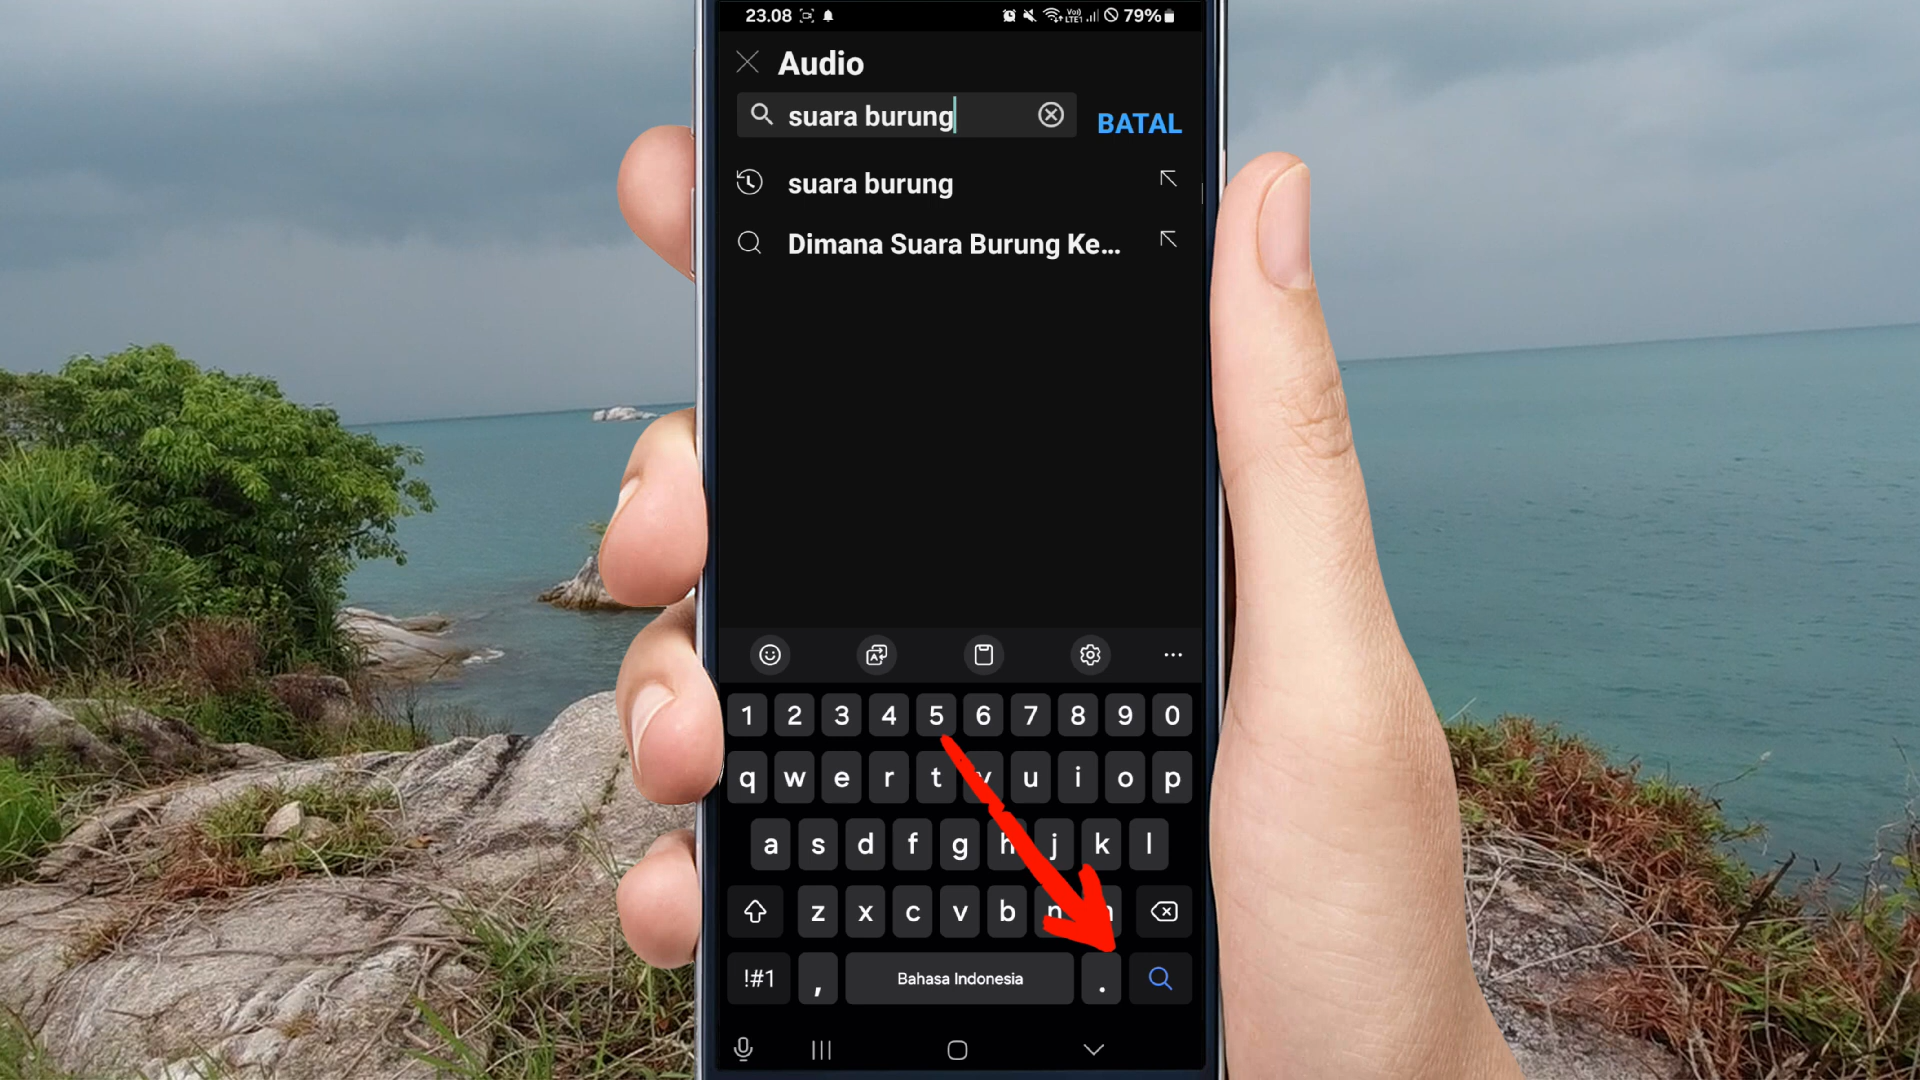 23.08 79%
Audio
suara burung
BATAL
suara burung
Dimana Suara Burung Ke...
1 2 3 4 5 6 7 8 9 0
q w e r t y u i o p
a s d f g h j k l
z x c v b n m
!#1 , Bahasa Indonesia .